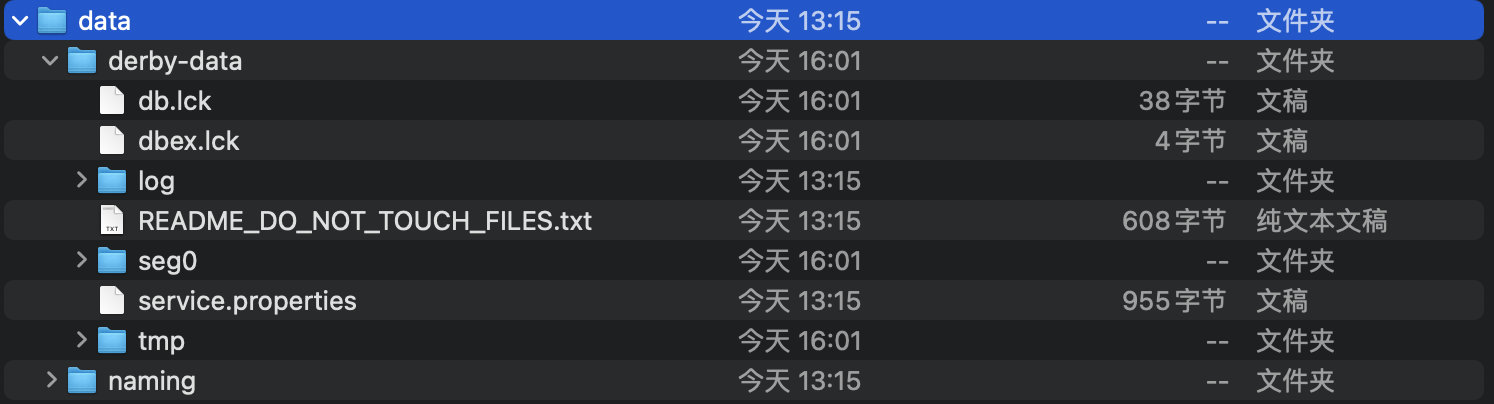 data 今天 13:15 -- 文件夹
derby-data 今天 16:01 -- 文件夹
db.lck 今天 16:01 38字节 文稿
dbex.lck 今天 16:01 4字节 文稿
log 今天 13:15 -- 文件夹
TXT README_DO_NOT_TOUCH_FILES.txt 今天 13:15 608字节 纯文本文稿
seg0 今天 16:01 -- 文件夹
service.properties 今天 13:15 955字节 文稿
tmp 今天 16:01 -- 文件夹
naming 今天 13:15 -- 文件夹